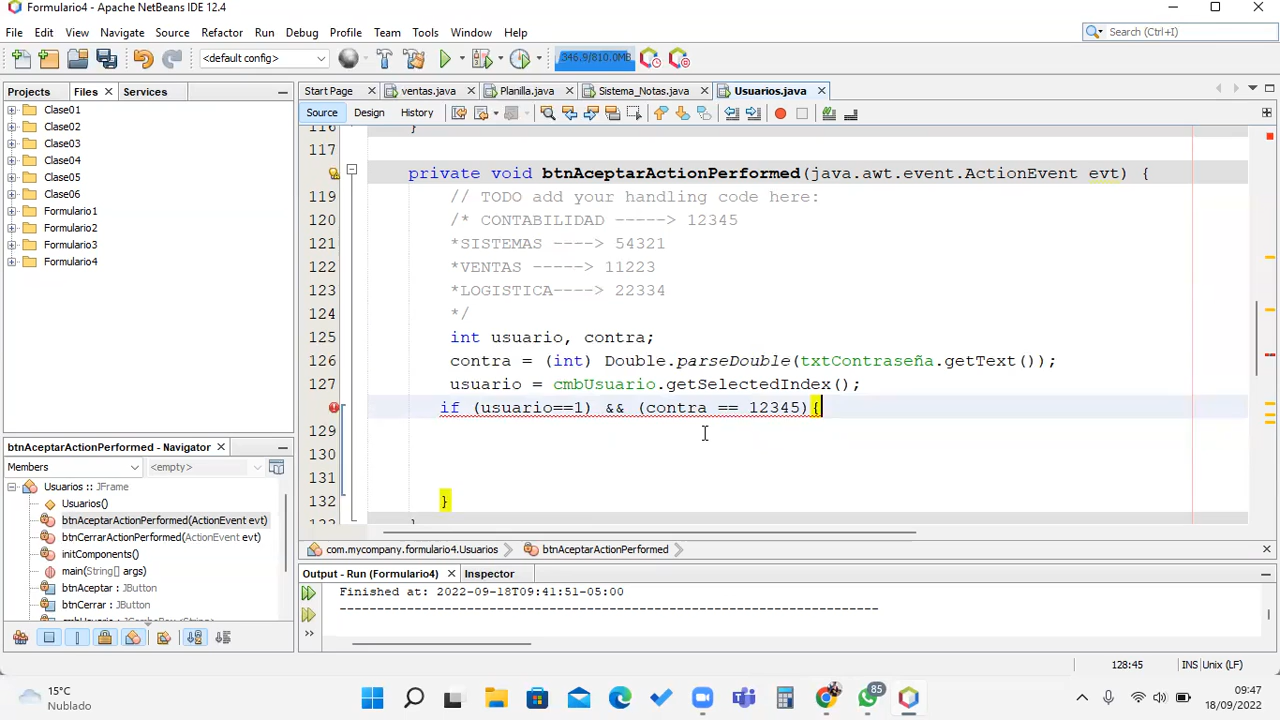 Formulario4 - Apache NetBeans IDE 12.4
File Edit View Navigate Source Refactor Run Debug Profile Team Tools Window Help
Search (Ctrl+I)
<default config>
346.9/810.0MB
Projects Files Services
Start Page ventas.java Planilla.java Sistema_Notas.java Usuarios.java
Source Design History
Clase01
Clase02
Clase03
Clase04
Clase05
Clase06
Formulario1
Formulario2
Formulario3
Formulario4
116 }
117
private void btnAceptarActionPerformed(java.awt.event.ActionEvent evt) {
119 // TODO add your handling code here:
120 /* CONTABILIDAD -----> 12345
121 *SISTEMAS ----> 54321
122 *VENTAS -----> 11223
123 *LOGISTICA----> 22334
124 */
125 int usuario, contra;
126 contra = (int) Double.parseDouble(txtContraseña.getText());
127 usuario = cmbUsuario.getSelectedIndex();
if (usuario==1) && (contra == 12345){
129
130
131
132 }
}
btnAceptarActionPerformed - Navigator
Members <empty>
Usuarios :: JFrame
Usuarios()
btnAceptarActionPerformed(ActionEvent evt)
btnCerrarActionPerformed(ActionEvent evt)
initComponents()
main(String[] args)
btnAceptar : JButton
btnCerrar : JButton
com.mycompany.formulario4.Usuarios btnAceptarActionPerformed
Output - Run (Formulario4) Inspector
Finished at: 2022-09-18T09:41:51-05:00
------------------------------------------------------------------------
128:45 INS Unix (LF)
15°C
Nublado
85
09:47
18/09/2022